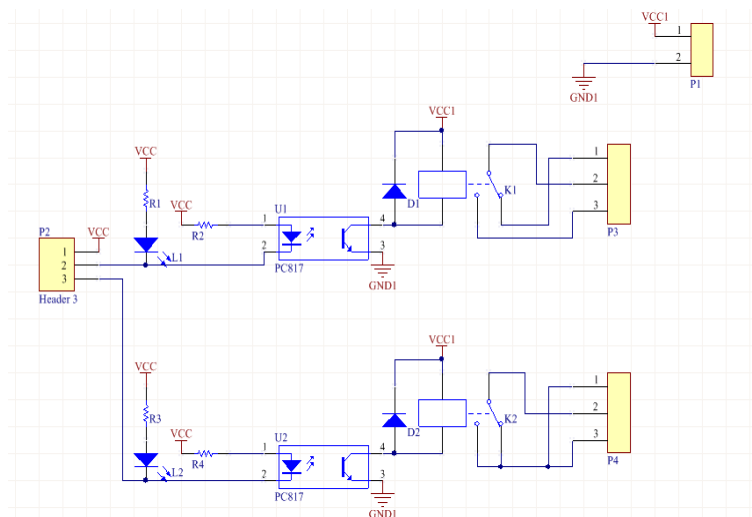 VCC1
1
2
GND1
P1
VCC1
1
2
3
P3
K1
D1
VCC
R1
VCC
R2
U1
1
2
4
3
PC817
GND1
L1
P2
VCC
1
2
3
Header 3
VCC1
1
2
3
P4
K2
D2
VCC
R3
VCC
R4
U2
1
2
4
3
PC817
GND1
L2